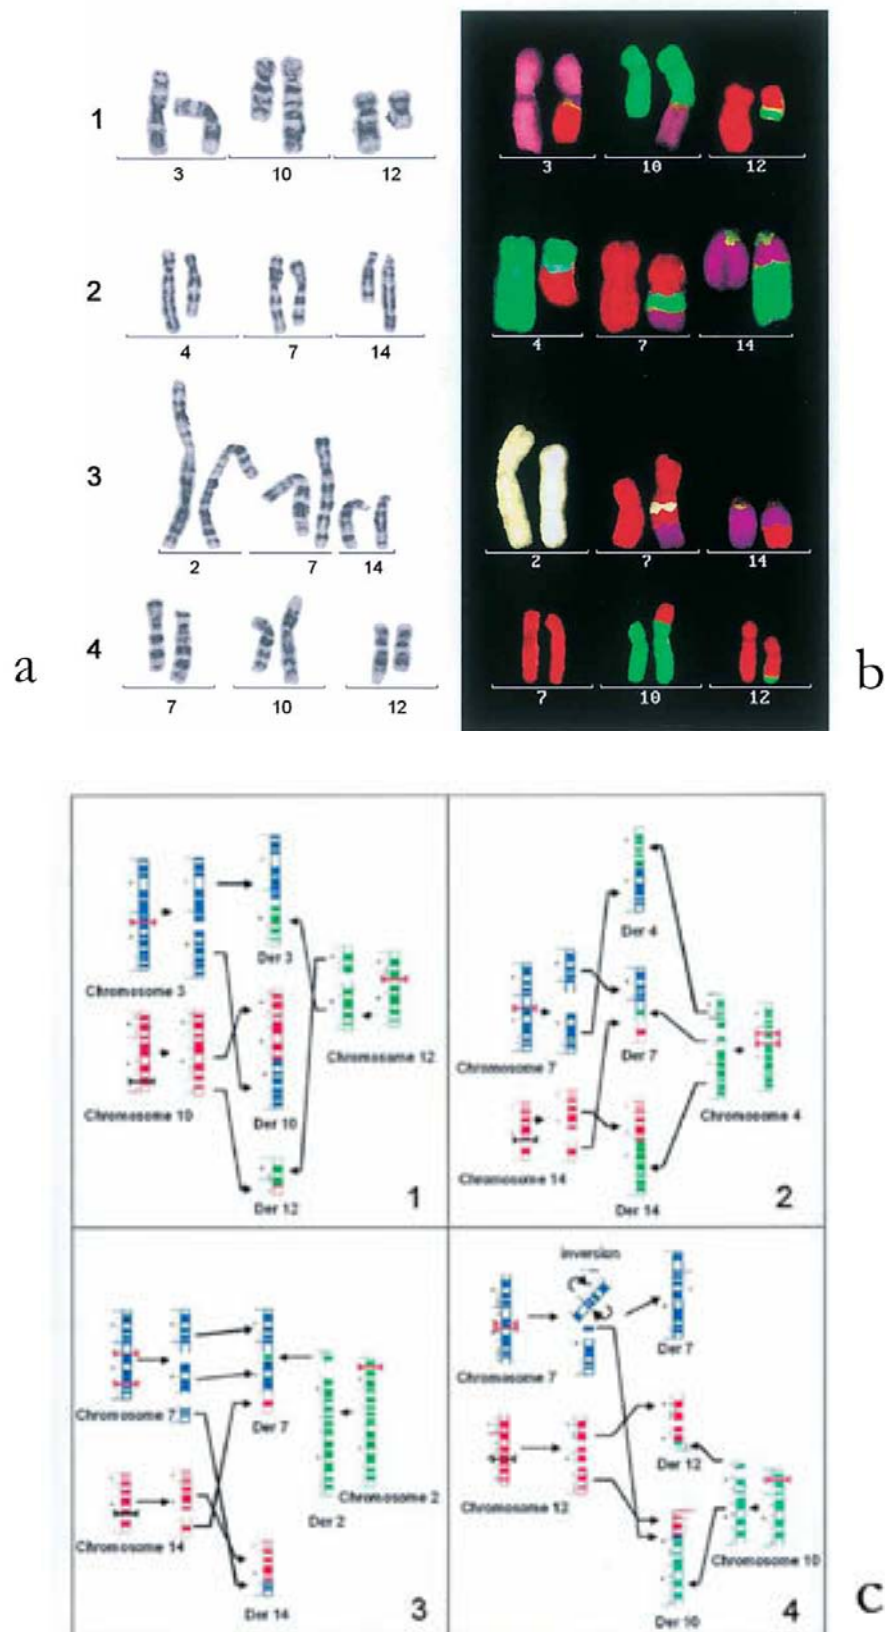 1
3 10 12
3 10 12
2
4 7 14
4 7 14
3
2 7 14
2 7 14
4
7 10 12
7 10 12
a
b
Chromosome 3
Der 3
Chromosome 12
Chromosome 10
Der 10
Der 12
1
Der 4
Chromosome 7
Der 7
Chromosome 4
Chromosome 14
Der 14
2
Chromosome 7
Der 7
Chromosome 2
Der 2
Chromosome 14
Der 14
3
inversion
Chromosome 7
Der 7
Der 12
Chromosome 12
Chromosome 10
Der 10
4
c